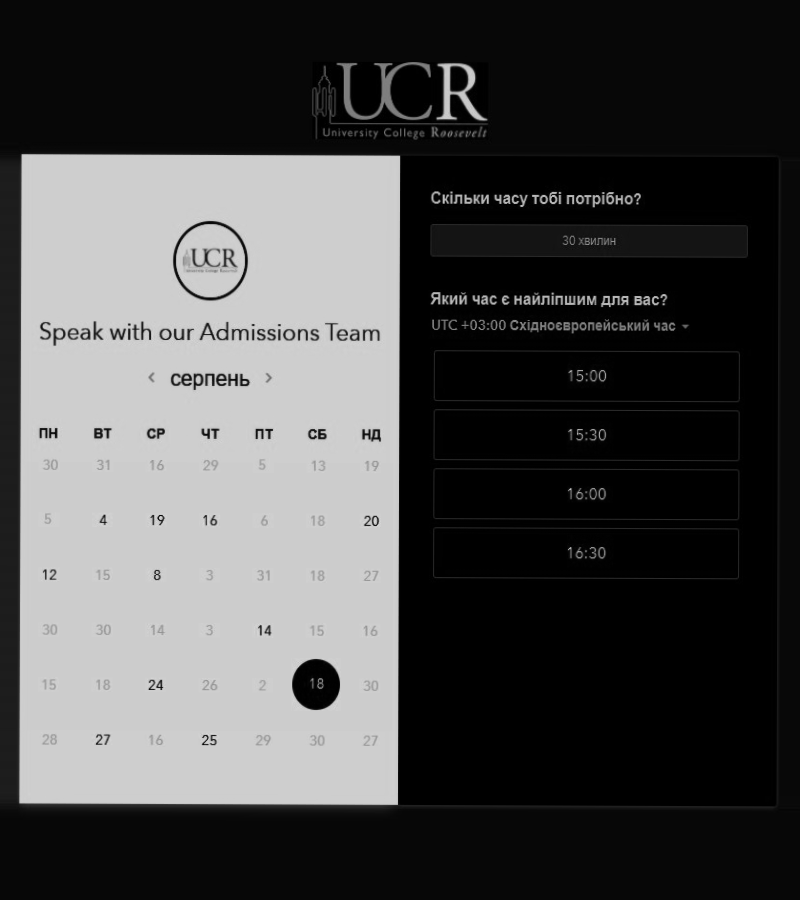 UCR
University College Roosevelt
UCR
University College Roosevelt
Speak with our Admissions Team
серпень
ПН ВТ СР ЧТ ПТ СБ НД
30 31 16 29 5 13 19
5 4 19 16 6 18 20
12 15 8 3 31 18 27
30 30 14 3 14 15 16
15 18 24 26 2 18 30
28 27 16 25 29 30 27
Скільки часу тобі потрібно?
30 хвилин
Який час є найліпшим для вас?
UTC +03:00 Східноєвропейський час
15:00
15:30
16:00
16:30